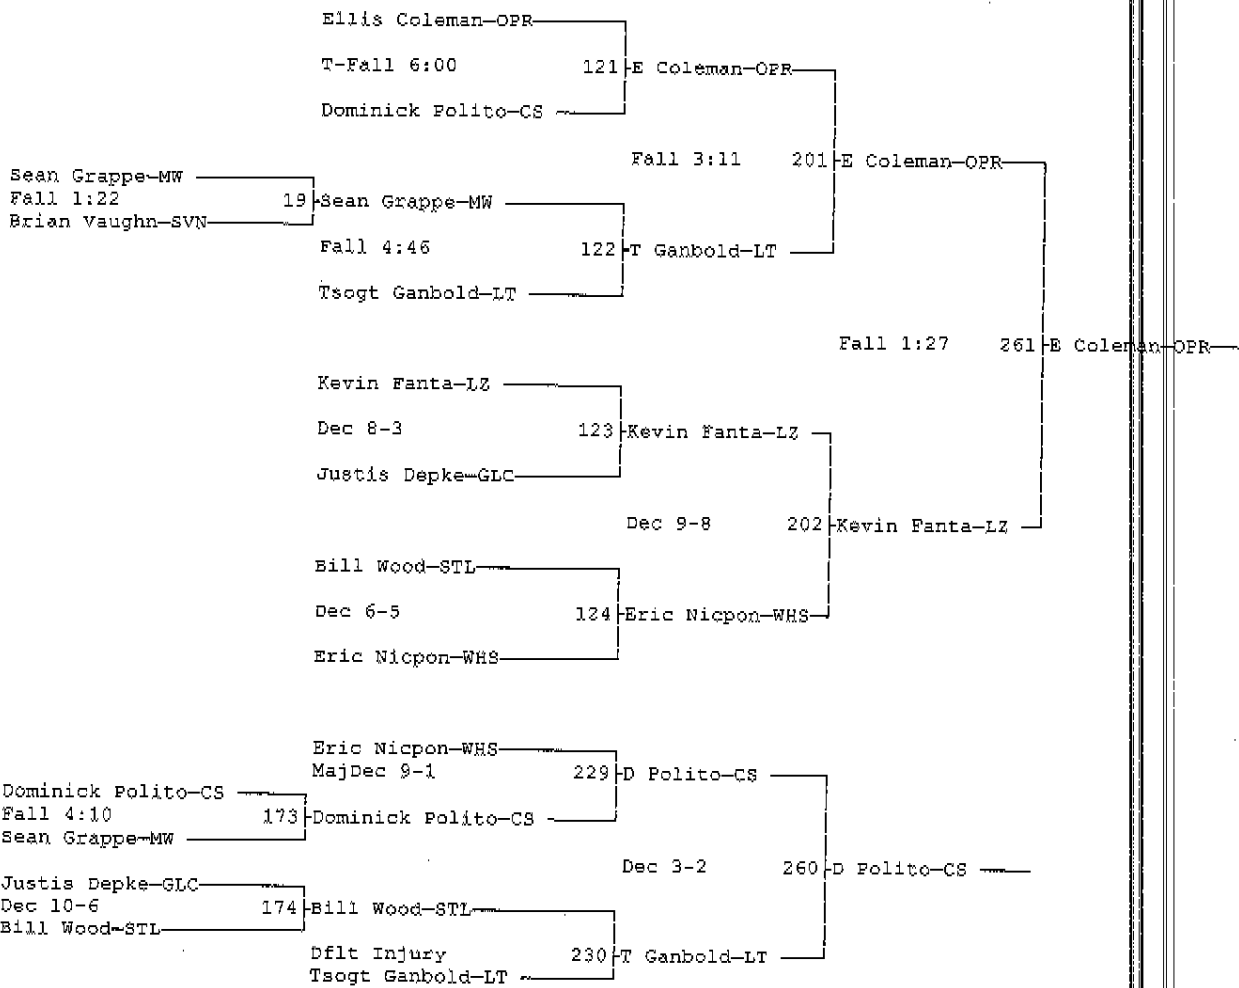 Ellis Coleman-OPR
T-Fall 6:00 121 E Coleman-OPR
Dominick Polito-CS
Fall 3:11 201 E Coleman-OPR
Sean Grappe-MW
Fall 1:22 19 Sean Grappe-MW
Brian Vaughn-SVN
Fall 4:46 122 T Ganbold-LT
Tsogt Ganbold-LT
Fall 1:27 261 E Coleman-OPR
Kevin Fanta-LZ
Dec 8-3 123 Kevin Fanta-LZ
Justis Depke-GLC
Dec 9-8 202 Kevin Fanta-LZ
Bill Wood-STL
Dec 6-5 124 Eric Nicpon-WHS
Eric Nicpon-WHS
Eric Nicpon-WHS
MajDec 9-1 229 D Polito-CS
Dominick Polito-CS
Fall 4:10 173 Dominick Polito-CS
Sean Grappe-MW
Dec 3-2 260 D Polito-CS
Justis Depke-GLC
Dec 10-6 174 Bill Wood-STL
Bill Wood-STL
Dflt Injury 230 T Ganbold-LT
Tsogt Ganbold-LT